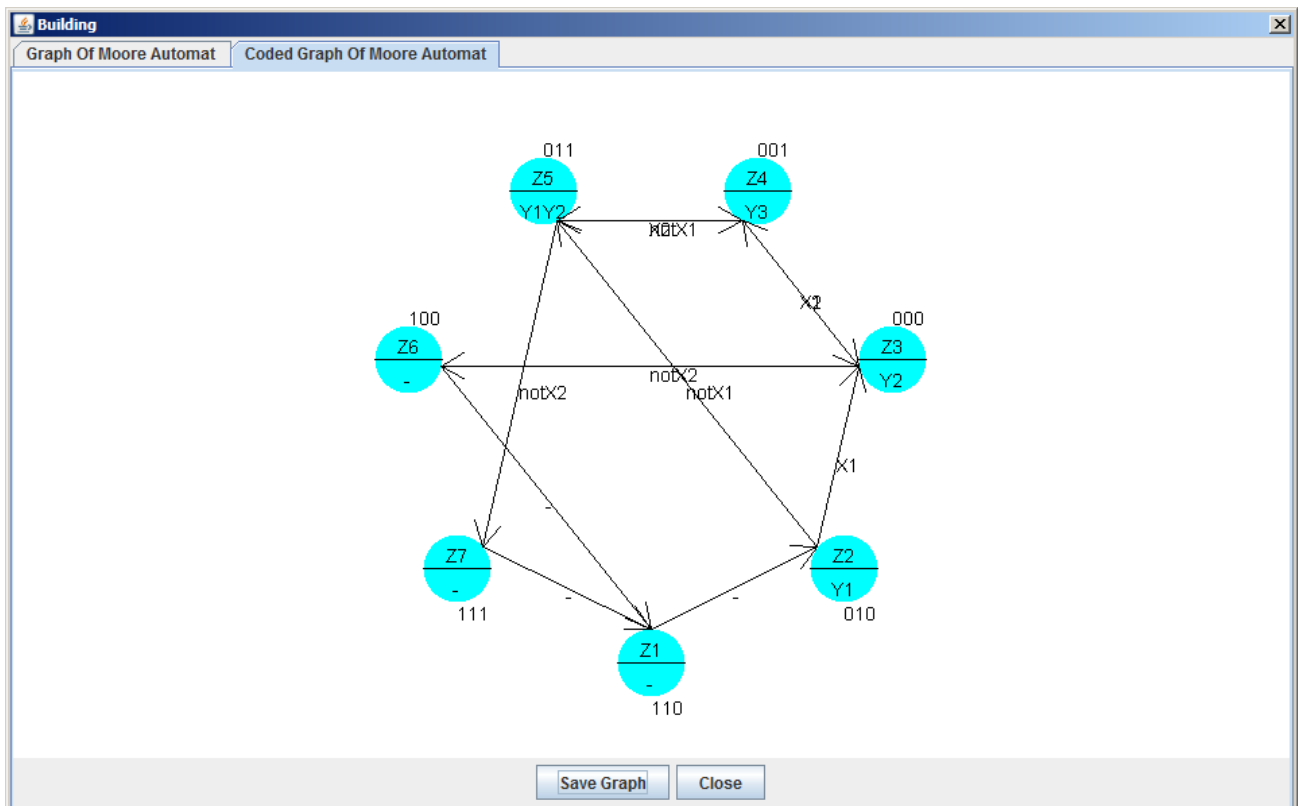 Building
Graph Of Moore Automat
Coded Graph Of Moore Automat
011
001
Z5
Z4
Y1Y2
Y3
100
000
Z6
Z3
-
Y2
notX2
notX2
notX1
X1
-
Z7
Z2
-
Y1
-
-
111
010
Z1
-
110
Save Graph
Close